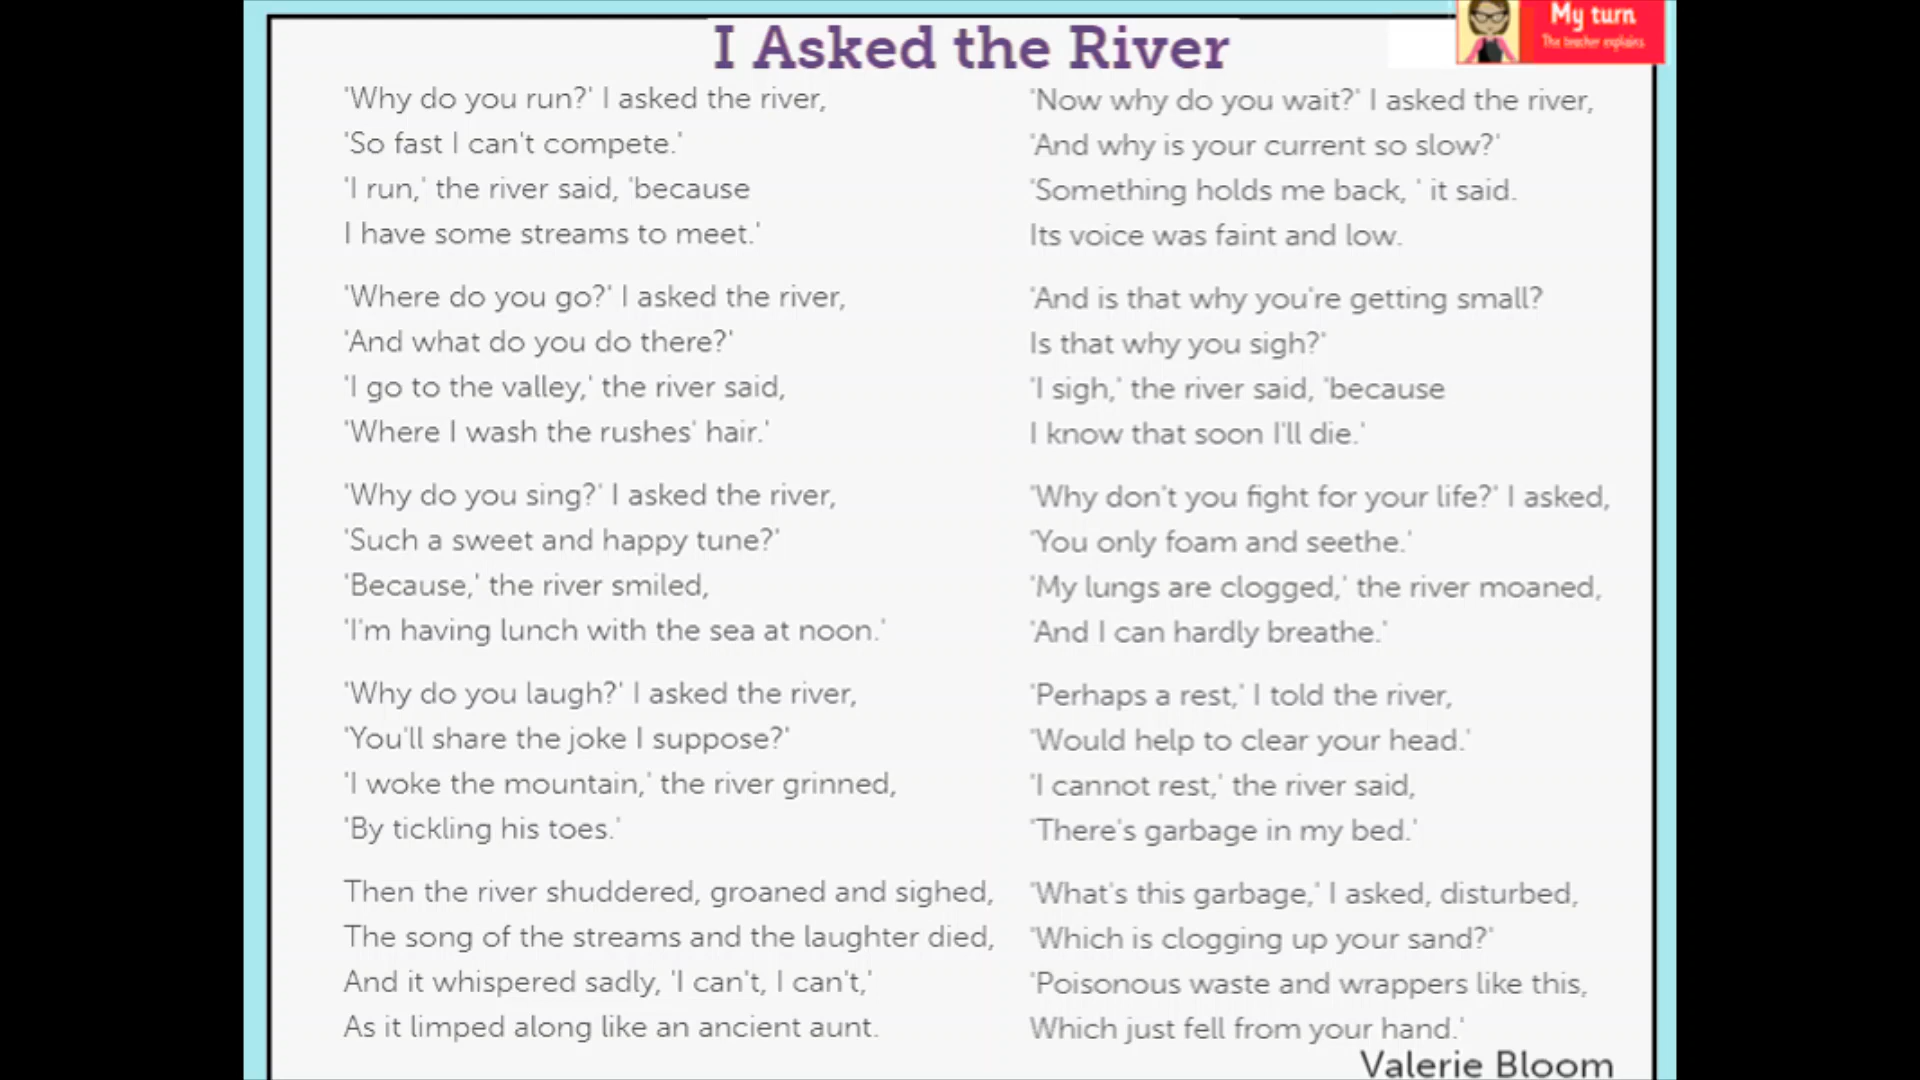 I Asked the River
My turn
The teacher explains
'Why do you run?' I asked the river,
'So fast I can't compete.'
'I run,' the river said, 'because
I have some streams to meet.'
'Where do you go?' I asked the river,
'And what do you do there?'
'I go to the valley,' the river said,
'Where I wash the rushes' hair.'
'Why do you sing?' I asked the river,
'Such a sweet and happy tune?'
'Because,' the river smiled,
'I'm having lunch with the sea at noon.'
'Why do you laugh?' I asked the river,
'You'll share the joke I suppose?'
'I woke the mountain,' the river grinned,
'By tickling his toes.'
Then the river shuddered, groaned and sighed,
The song of the streams and the laughter died,
And it whispered sadly, 'I can't, I can't,'
As it limped along like an ancient aunt.
'Now why do you wait?' I asked the river,
'And why is your current so slow?'
'Something holds me back, ' it said.
Its voice was faint and low.
'And is that why you're getting small?
Is that why you sigh?'
'I sigh,' the river said, 'because
I know that soon I'll die.'
'Why don't you fight for your life?' I asked,
'You only foam and seethe.'
'My lungs are clogged,' the river moaned,
'And I can hardly breathe.'
'Perhaps a rest,' I told the river,
'Would help to clear your head.'
'I cannot rest,' the river said,
'There's garbage in my bed.'
'What's this garbage,' I asked, disturbed,
'Which is clogging up your sand?'
'Poisonous waste and wrappers like this,
Which just fell from your hand.'
Valerie Bloom